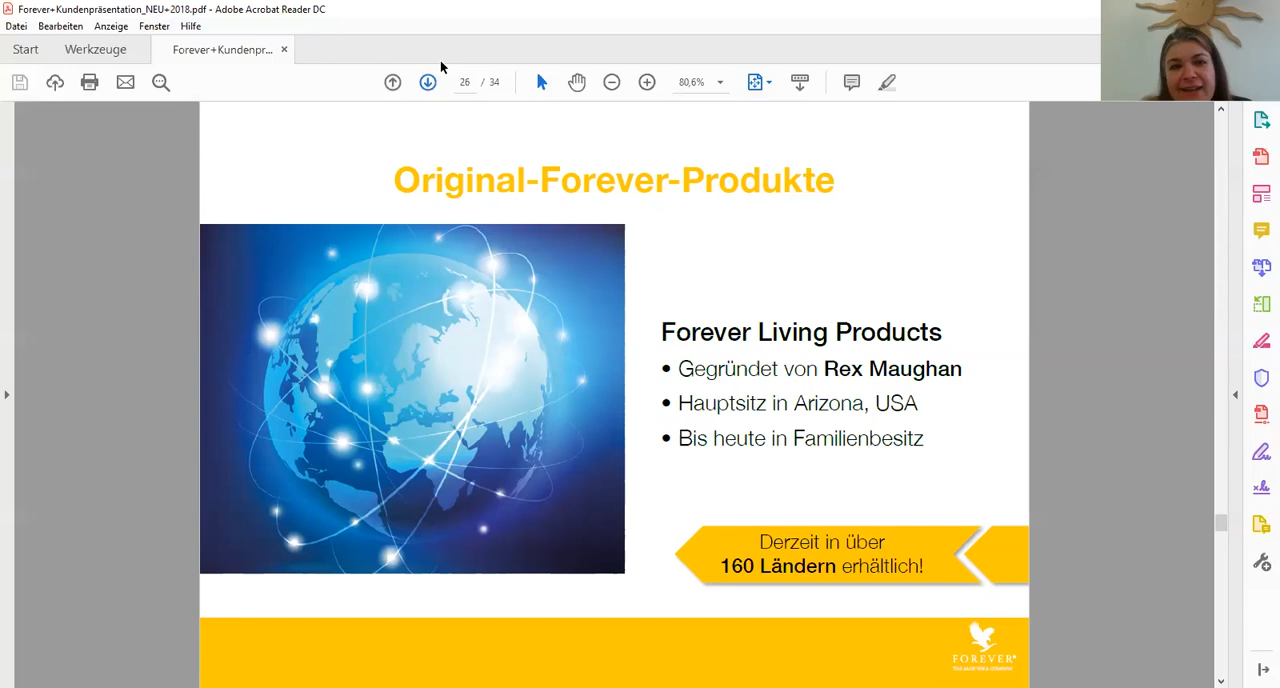 Forever+Kundenpräsentation_NEU+2018.pdf - Adobe Acrobat Reader DC
Datei Bearbeiten Anzeige Fenster Hilfe
Start Werkzeuge Forever+Kundenpr... ×
26 / 34 80,6%
Original-Forever-Produkte
Forever Living Products
• Gegründet von Rex Maughan
• Hauptsitz in Arizona, USA
• Bis heute in Familienbesitz
Derzeit in über
160 Ländern erhältlich!
FOREVER